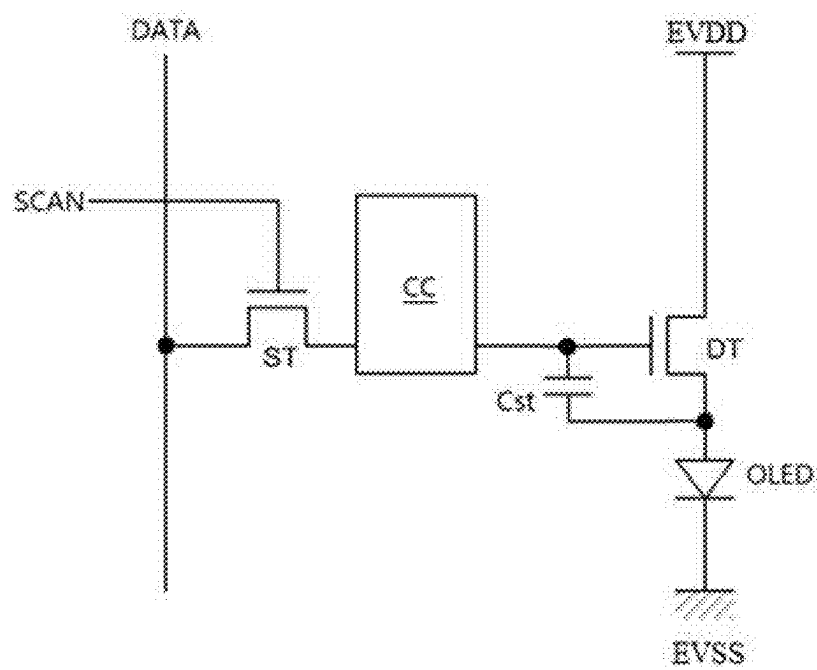 DATA
EVDD
SCAN
CC
ST
DT
Cst
OLED
EVSS